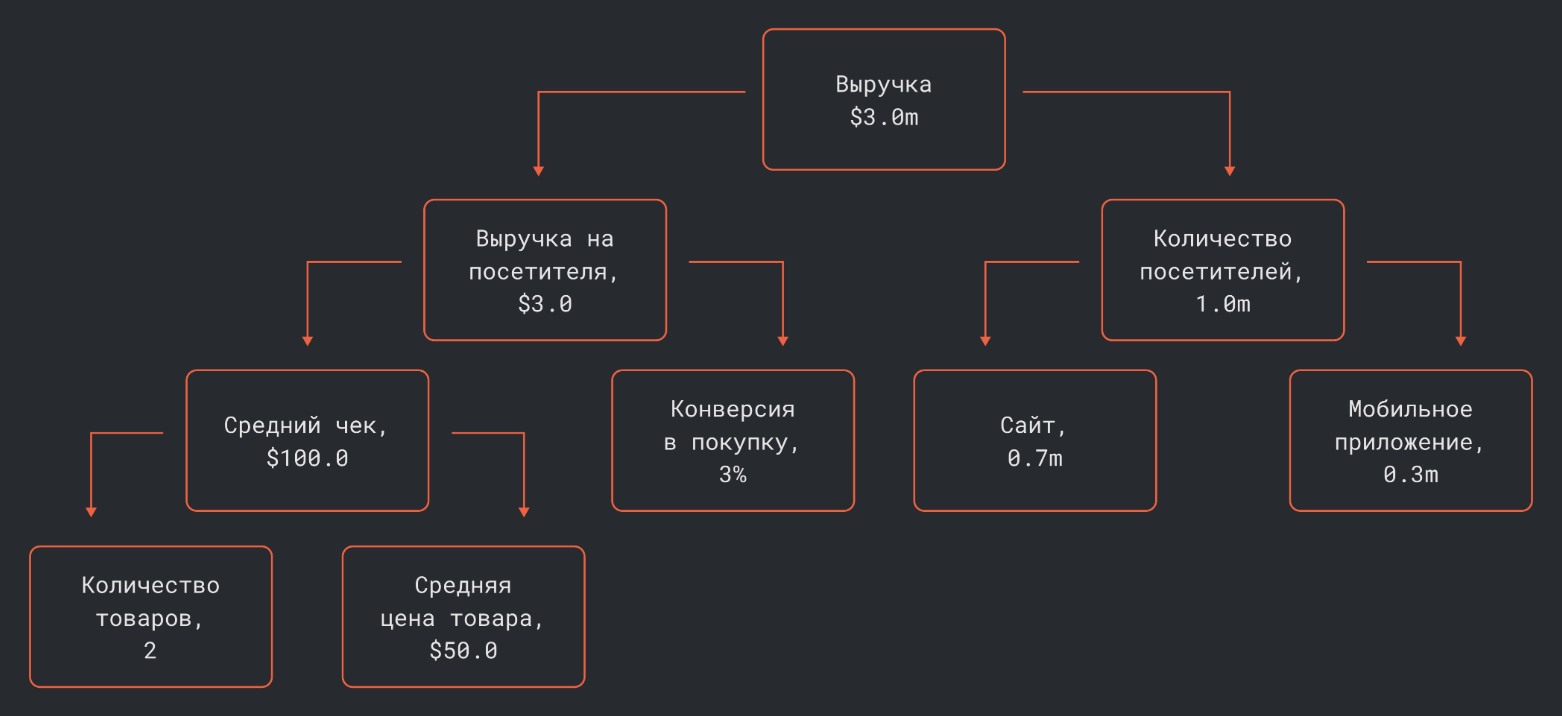 Выручка
$3.0m
Выручка на
посетителя,
$3.0
Количество
посетителей,
1.0m
Средний чек,
$100.0
Конверсия
в покупку,
3%
Сайт,
0.7m
Мобильное
приложение,
0.3m
Количество
товаров,
2
Средняя
цена товара,
$50.0